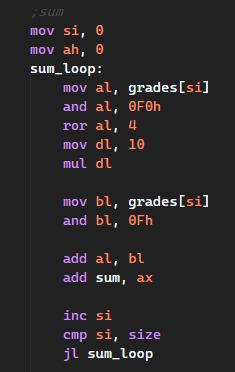 ;sum
mov si, 0
mov ah, 0
sum_loop:
mov al, grades[si]
and al, 0F0h
ror al, 4
mov dl, 10
mul dl
mov bl, grades[si]
and bl, 0Fh
add al, bl
add sum, ax
inc si
cmp si, size
jl sum_loop